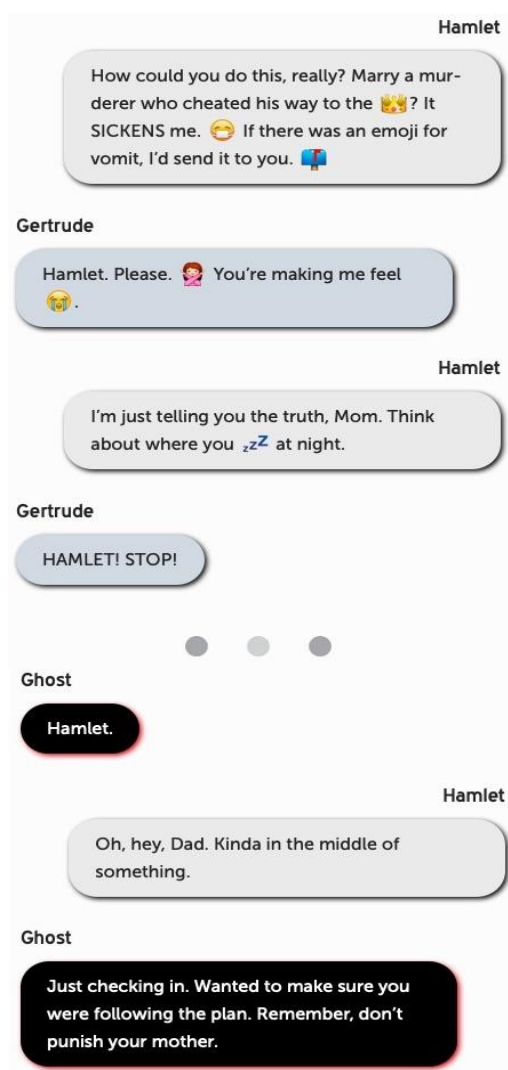 Hamlet
How could you do this, really? Marry a mur-
derer who cheated his way to the 👑? It
SICKENS me. 😷 If there was an emoji for
vomit, I'd send it to you. 📪
Gertrude
Hamlet. Please. 🙅 You're making me feel
😭.
Hamlet
I'm just telling you the truth, Mom. Think
about where you 💤 at night.
Gertrude
HAMLET! STOP!
Ghost
Hamlet.
Hamlet
Oh, hey, Dad. Kinda in the middle of
something.
Ghost
Just checking in. Wanted to make sure you
were following the plan. Remember, don't
punish your mother.